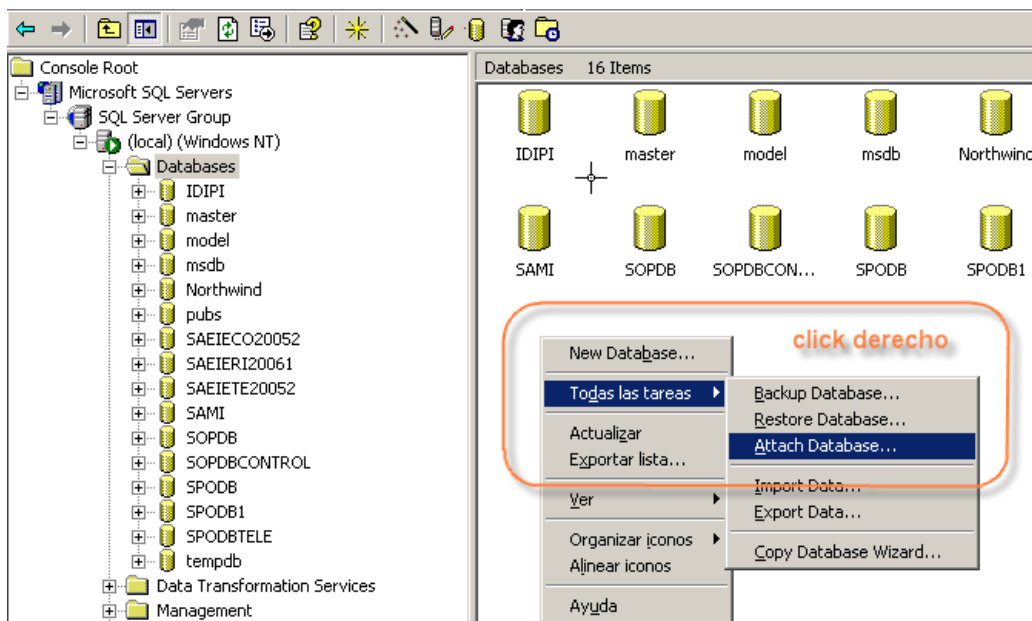 Console Root
Microsoft SQL Servers
SQL Server Group
(local) (Windows NT)
Databases
IDIPI
master
model
msdb
Northwind
pubs
SAEIECO20052
SAEIERI20061
SAEIETE20052
SAMI
SOPDB
SOPDBCONTROL
SPODB
SPODB1
SPODBTELE
tempdb
Data Transformation Services
Management
Databases 16 Items
IDIPI master model msdb Northwind
SAMI SOPDB SOPDBCON... SPODB SPODB1
click derecho
New Database...
Todas las tareas
Actualizar
Exportar lista...
Ver
Organizar iconos
Alinear iconos
Ayuda
Backup Database...
Restore Database...
Attach Database...
Import Data...
Export Data...
Copy Database Wizard...